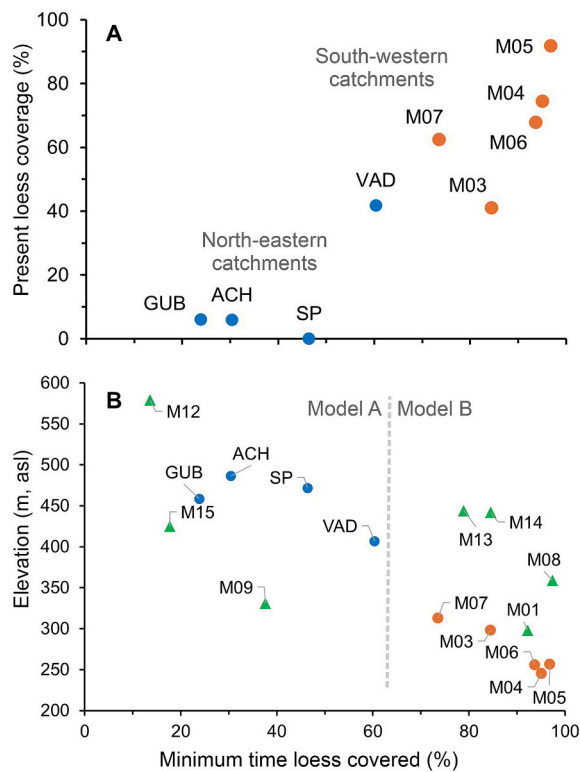 A
Present loess coverage (%)
100
80
60
40
20
0
South-western
catchments
North-eastern
catchments
M05
M04
M07
M06
VAD
M03
GUB
ACH
SP
B
Elevation (m, asl)
600
550
500
450
400
350
300
250
200
Model A
Model B
M12
GUB
ACH
SP
M15
VAD
M13
M14
M09
M08
M07
M01
M03
M06
M04
M05
0
20
40
60
80
100
Minimum time loess covered (%)